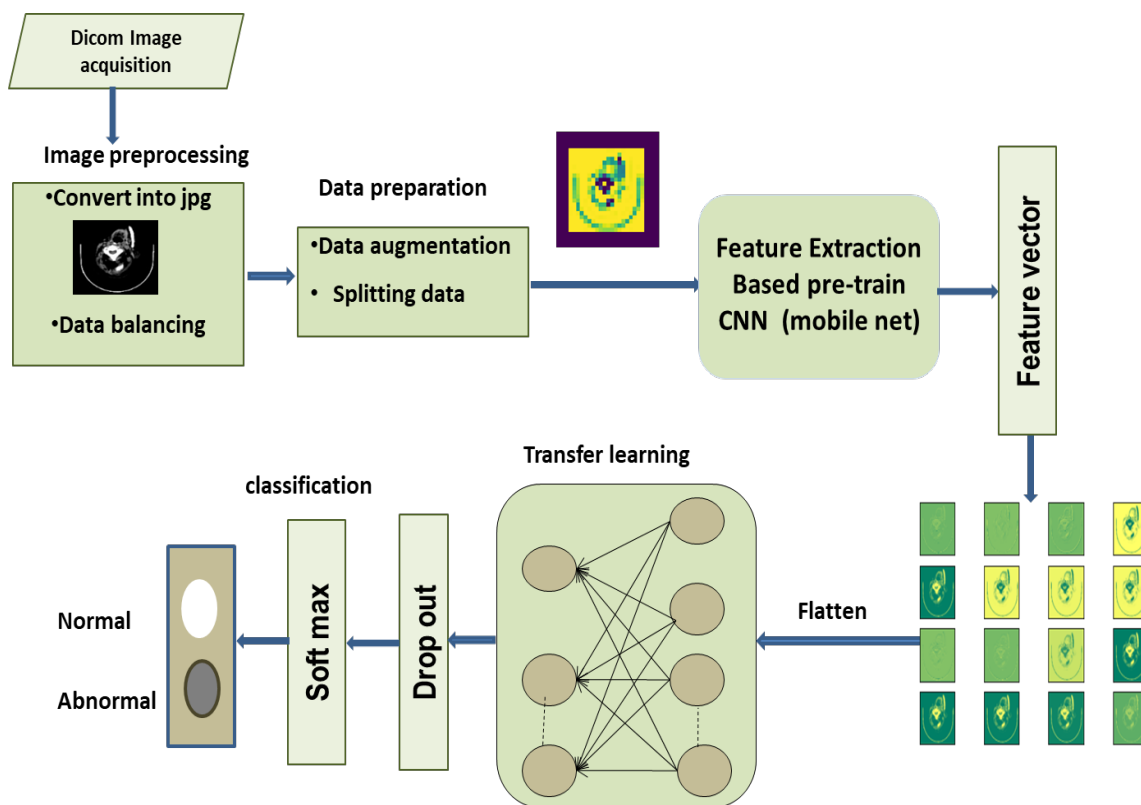 Dicom Image
acquisition
Image preprocessing
•Convert into jpg
•Data balancing
Data preparation
•Data augmentation
• Splitting data
Feature Extraction
Based pre-train
CNN (mobile net)
Feature vector
Flatten
Transfer learning
Drop out
classification
Soft max
Normal
Abnormal